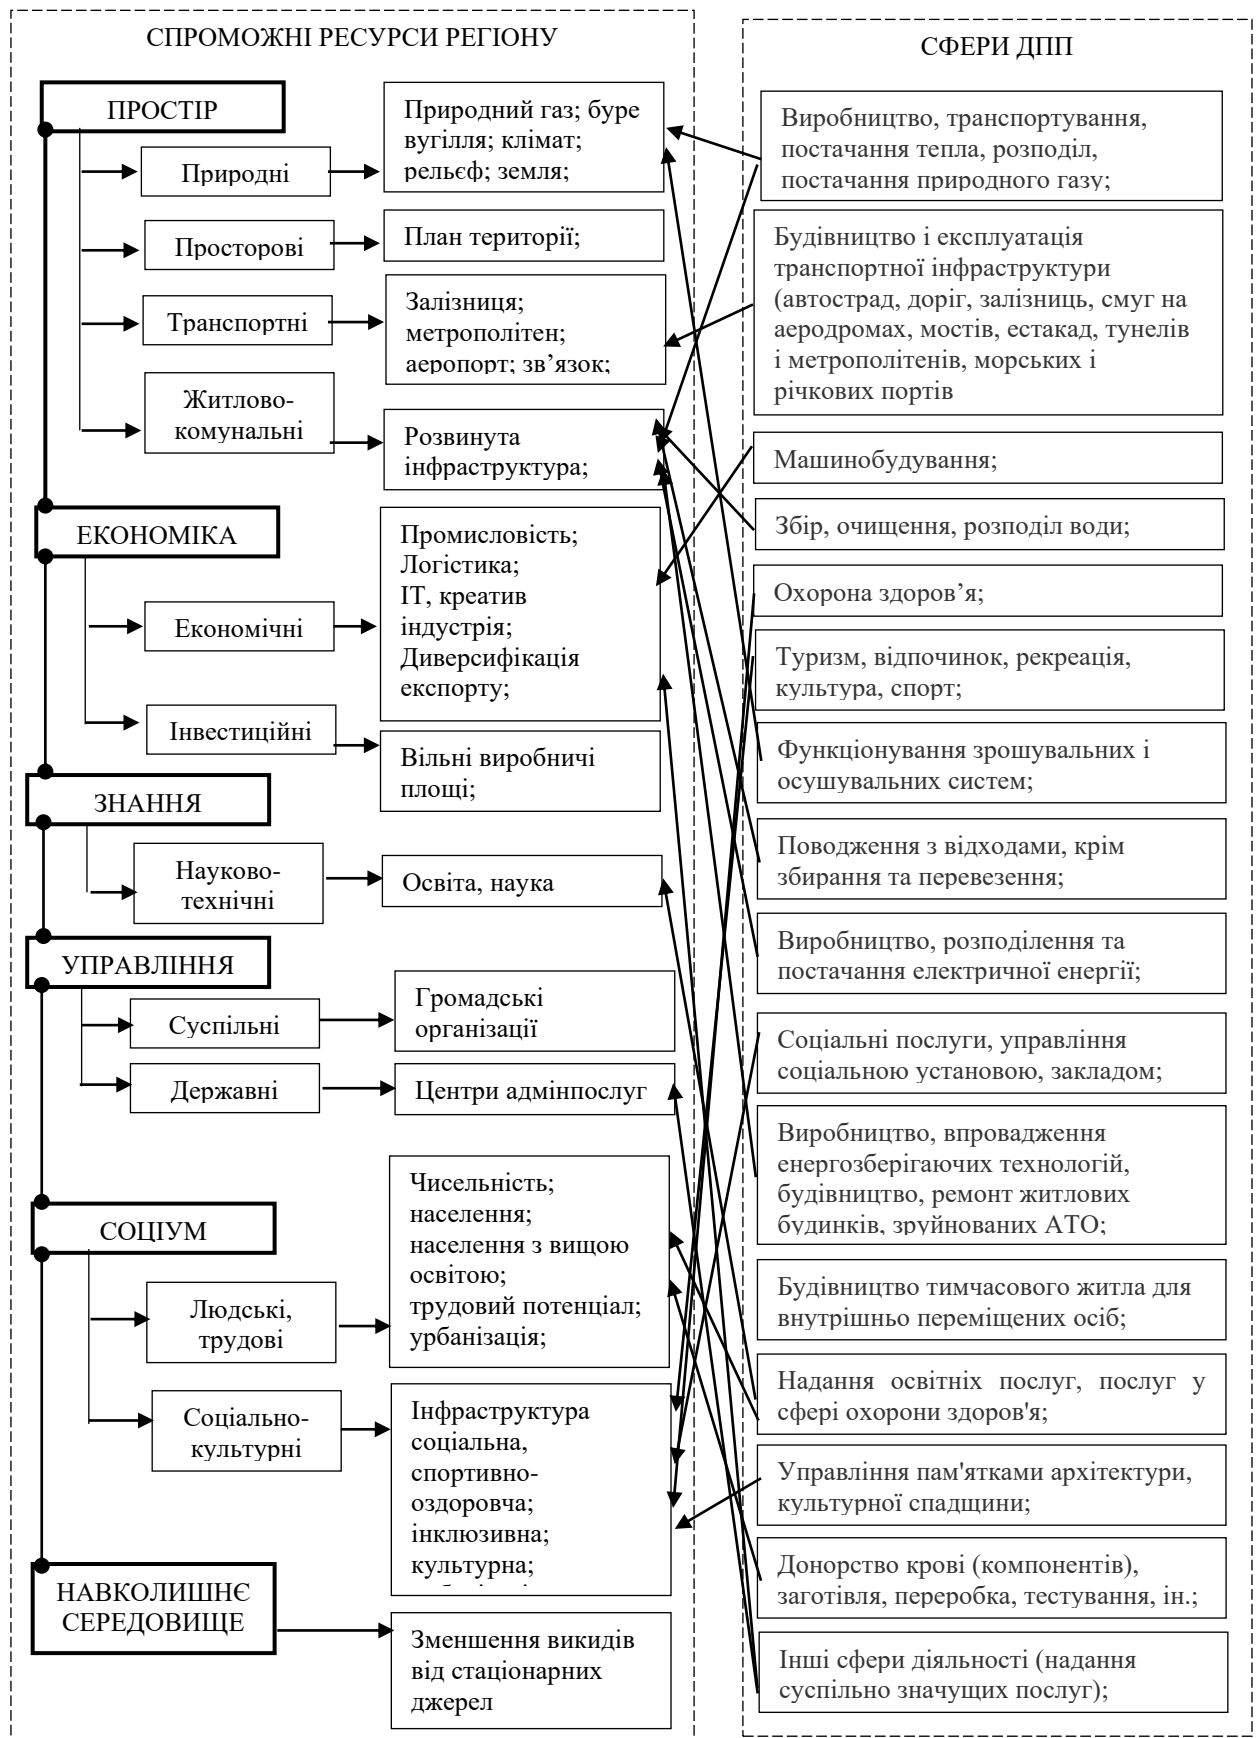 СПРОМОЖНІ РЕСУРСИ РЕГІОНУ
ПРОСТІР
Природні
Природний газ; буре
вугілля; клімат;
рельєф; земля;
Просторові
План території;
Транспортні
Залізниця;
метрополітен;
аеропорт; зв’язок;
Житлово-
комунальні
Розвинута
інфраструктура;
ЕКОНОМІКА
Економічні
Промисловість;
Логістика;
ІТ, креатив
індустрія;
Диверсифікація
експорту;
Інвестиційні
Вільні виробничі
площі;
ЗНАННЯ
Науково-
технічні
Освіта, наука
УПРАВЛІННЯ
Суспільні
Громадські
організації
Державні
Центри адмінпослуг
СОЦІУМ
Людські,
трудові
Чисельність;
населення;
населення з вищою
освітою;
трудовий потенціал;
урбанізація;
Соціально-
культурні
Інфраструктура
соціальна,
спортивно-
оздоровча;
інклюзивна;
культурна;
НАВКОЛИШНЄ
СЕРЕДОВИЩЕ
Зменшення викидів
від стаціонарних
джерел
СФЕРИ ДПП
Виробництво, транспортування,
постачання тепла, розподіл,
постачання природного газу;
Будівництво і експлуатація
транспортної інфраструктури
(автострад, доріг, залізниць, смуг на
аеродромах, мостів, естакад, тунелів
і метрополітенів, морських і
річкових портів
Машинобудування;
Збір, очищення, розподіл води;
Охорона здоров’я;
Туризм, відпочинок, рекреація,
культура, спорт;
Функціонування зрошувальних і
осушувальних систем;
Поводження з відходами, крім
збирання та перевезення;
Виробництво, розподілення та
постачання електричної енергії;
Соціальні послуги, управління
соціальною установою, закладом;
Виробництво, впровадження
енергозберігаючих технологій,
будівництво, ремонт житлових
будинків, зруйнованих АТО;
Будівництво тимчасового житла для
внутрішньо переміщених осіб;
Надання освітніх послуг, послуг у
сфері охорони здоров'я;
Управління пам'ятками архітектури,
культурної спадщини;
Донорство крові (компонентів),
заготівля, переробка, тестування, ін.;
Інші сфери діяльності (надання
суспільно значущих послуг);